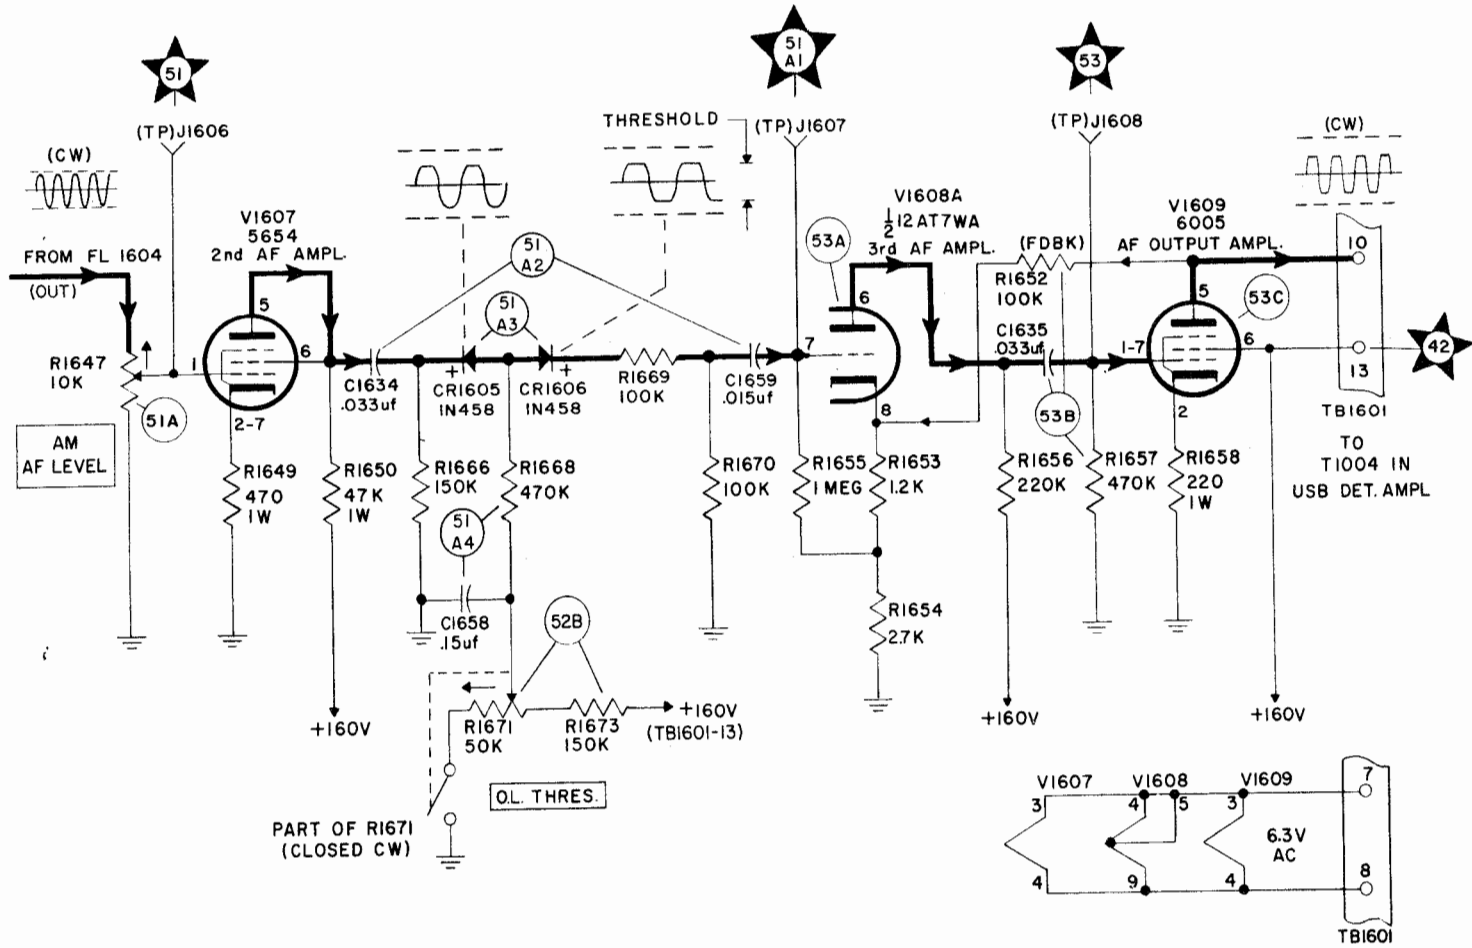 51
(TP)J1606
(CW)
FROM FL 1604
(OUT)
R1647
10K
51A
AM
AF LEVEL
V1607
5654
2nd AF AMPL.
5
1
6
2-7
R1649
470
1W
R1650
47K
1W
+160V
C1634
.033uf
R1666
150K
51
A2
51
A3
+
CR1605
1N458
CR1606
1N458
+
R1668
470K
51
A4
C1658
.15uf
52B
R1671
50K
R1673
150K
+160V
(TB1601-13)
O.L. THRES.
PART OF R1671
(CLOSED CW)
THRESHOLD
R1669
100K
R1670
100K
C1659
.015uf
51
A1
(TP)J1607
7
53A
V1608A
1/2 12AT7WA
3rd AF AMPL.
6
8
R1655
1 MEG
R1653
1.2K
R1654
2.7K
(FDBK)
R1652
100K
C1635
.033uf
53B
R1656
220K
+160V
53
(TP)J1608
1-7
R1657
470K
V1609
6005
AF OUTPUT AMPL.
5
53C
6
2
R1658
220
1W
+160V
(CW)
10
13
TB1601
42
TO
T1004 IN
USB DET. AMPL
V1607
V1608
V1609
3
4
5
3
7
6.3V
AC
4
9
4
8
TB1601